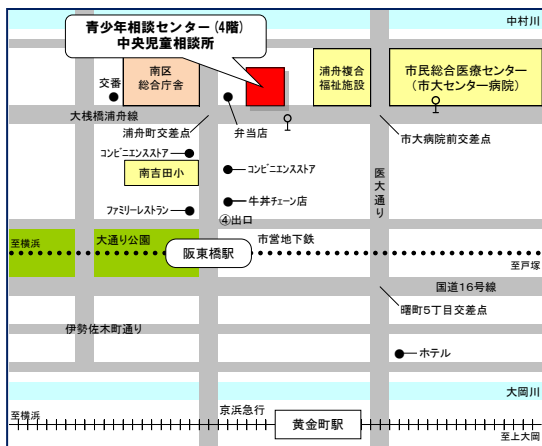 中村川
青少年相談センター(4階)
中央児童相談所
交番
南区
総合庁舎
浦舟複合
福祉施設
市民総合医療センター
(市大センター病院)
大桟橋浦舟線
浦舟町交差点
弁当店
市大病院前交差点
コンビニエンスストア
南吉田小
コンビニエンスストア
医大通り
ファミリーレストラン
牛丼チェーン店
④出口
至横浜
大通り公園
阪東橋駅
市営地下鉄
至戸塚
国道16号線
曙町5丁目交差点
伊勢佐木町通り
ホテル
大岡川
至横浜
京浜急行
黄金町駅
至上大岡